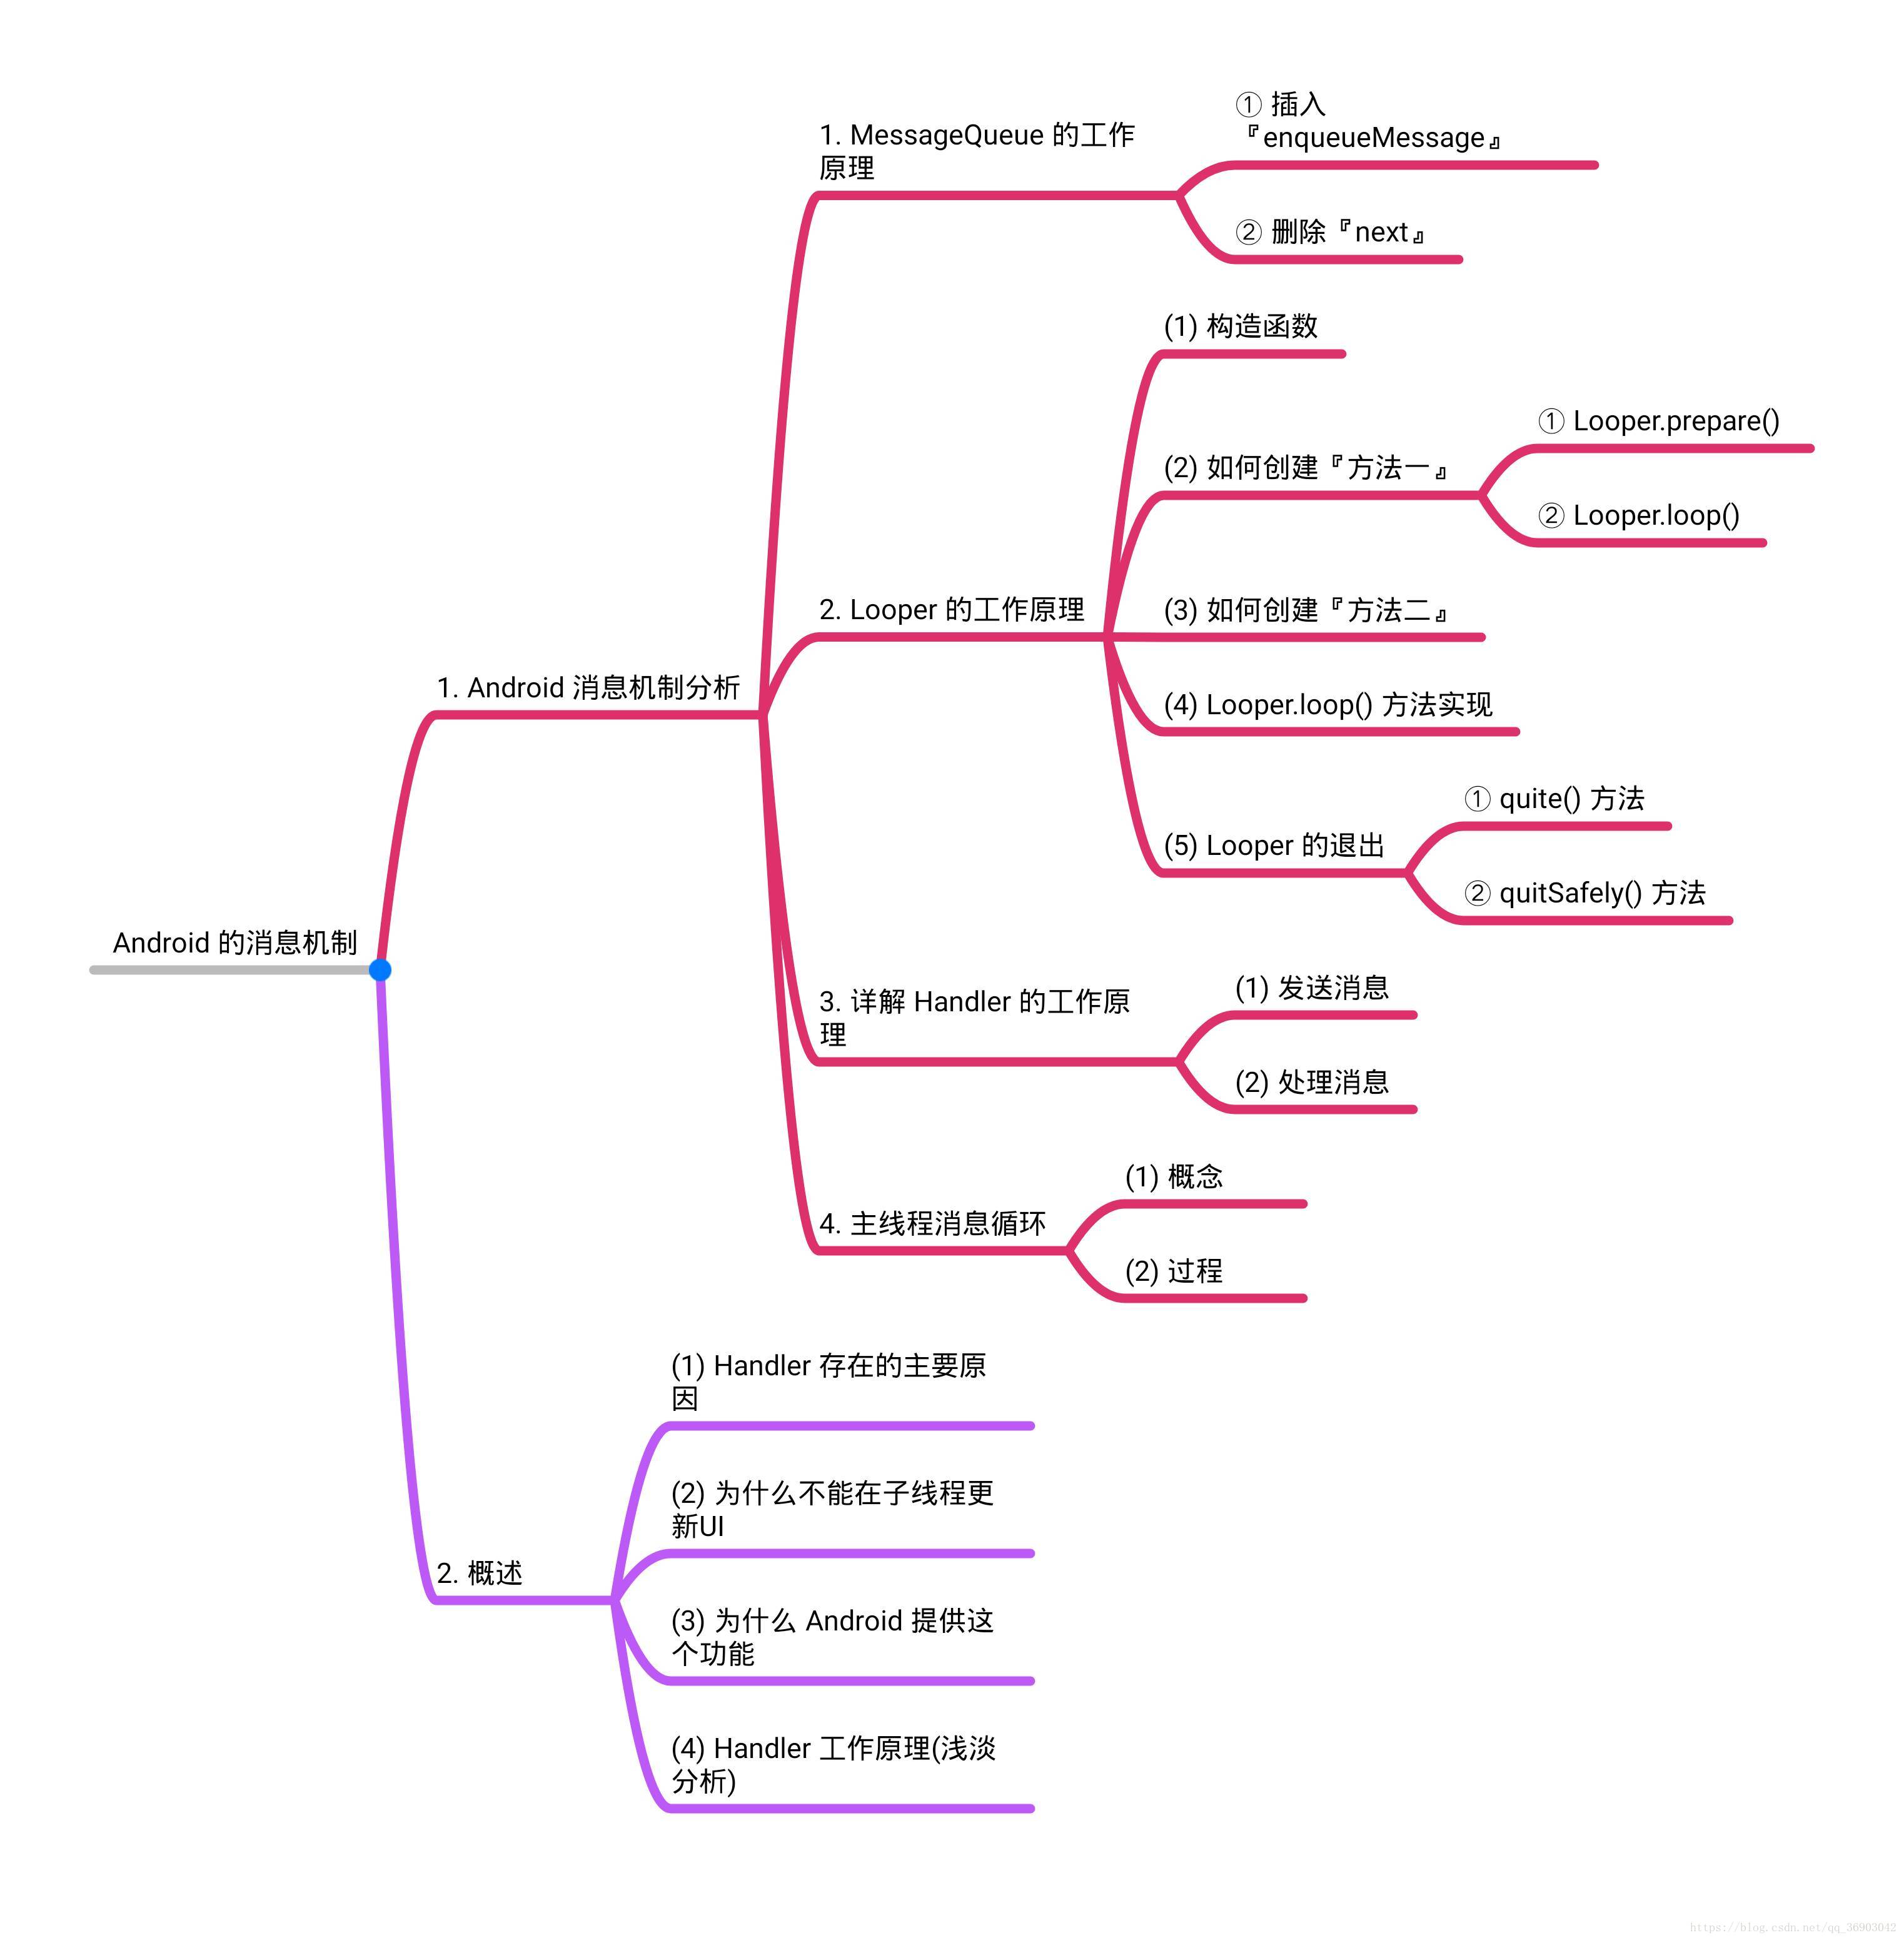 ① 插入
『enqueueMessage』
1. MessageQueue 的工作
原理
② 删除『next』
(1) 构造函数
① Looper.prepare()
(2) 如何创建『方法一』
② Looper.loop()
2. Looper 的工作原理
(3) 如何创建『方法二』
1. Android 消息机制分析
(4) Looper.loop() 方法实现
① quite() 方法
(5) Looper 的退出
② quitSafely() 方法
Android 的消息机制
3. 详解 Handler 的工作原
理
(1) 发送消息
(2) 处理消息
(1) 概念
4. 主线程消息循环
(2) 过程
(1) Handler 存在的主要原
因
(2) 为什么不能在子线程更
新UI
2. 概述
(3) 为什么 Android 提供这
个功能
(4) Handler 工作原理(浅淡
分析)
https://blog.csdn.net/qq_36903042